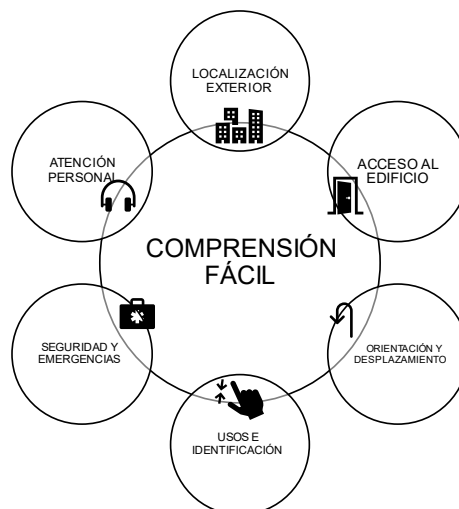 LOCALIZACIÓN
EXTERIOR
ATENCIÓN
PERSONAL
ACCESO AL
EDIFICIO
COMPRENSIÓN
FÁCIL
SEGURIDAD Y
EMERGENCIAS
ORIENTACIÓN Y
DESPLAZAMIENTO
USOS E
IDENTIFICACIÓN